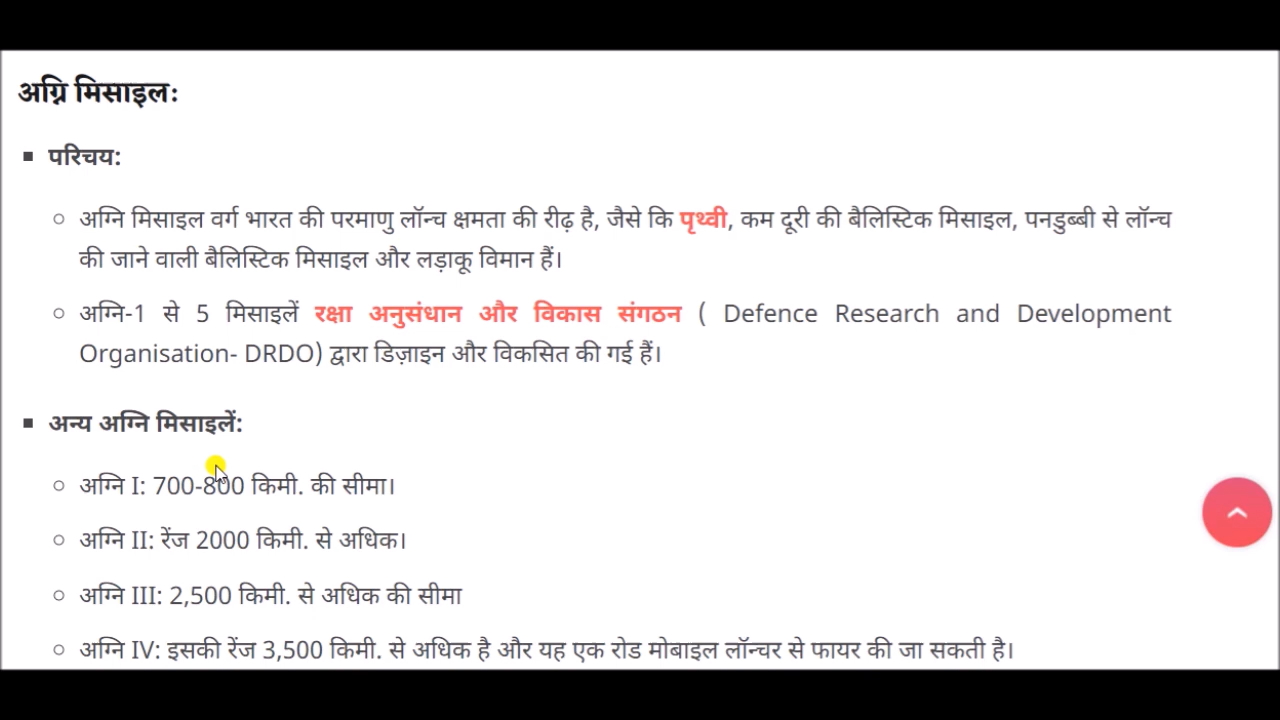 अग्नि मिसाइल:
परिचय:
अग्नि मिसाइल वर्ग भारत की परमाणु लॉन्च क्षमता की रीढ़ है, जैसे कि पृथ्वी, कम दूरी की बैलिस्टिक मिसाइल, पनडुब्बी से लॉन्च
की जाने वाली बैलिस्टिक मिसाइल और लड़ाकू विमान हैं।
अग्नि-1 से 5 मिसाइलें रक्षा अनुसंधान और विकास संगठन ( Defence Research and Development
Organisation- DRDO) द्वारा डिज़ाइन और विकसित की गई हैं।
अन्य अग्नि मिसाइलें:
अग्नि I: 700-800 किमी. की सीमा।
अग्नि II: रेंज 2000 किमी. से अधिक।
अग्नि III: 2,500 किमी. से अधिक की सीमा
अग्नि IV: इसकी रेंज 3,500 किमी. से अधिक है और यह एक रोड मोबाइल लॉन्चर से फायर की जा सकती है।